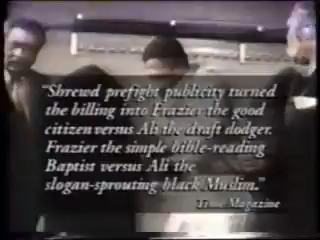 "Shrewd prefight publicity turned
the billing into Frazier the good
citizen versus Ali the draft dodger.
Frazier the simple bible-reading
Baptist versus Ali the
slogan-sprouting black Muslim."
Time Magazine